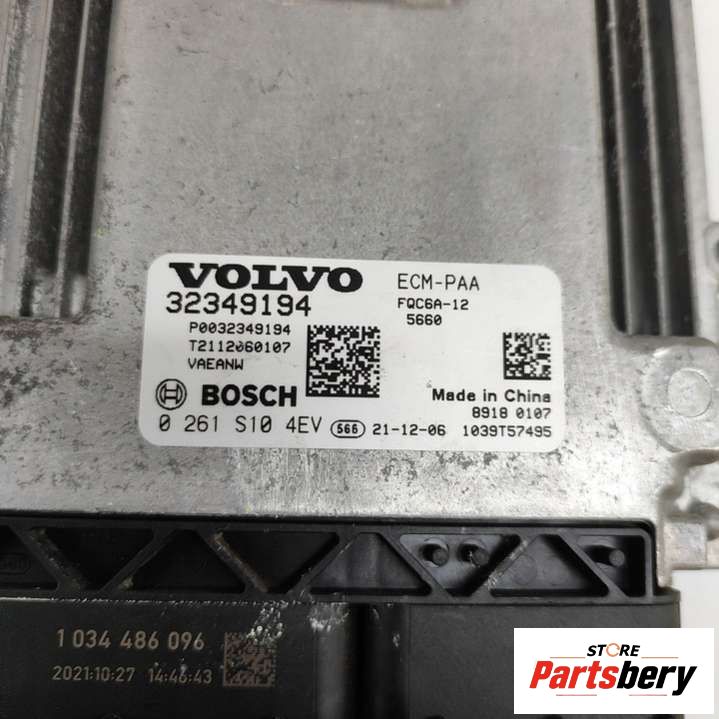 VOLVO
32349194
P0032349194
T2112060107
VAEANW
BOSCH
0 261 S10 4EV 566 21-12-06
ECM-PAA
FQC6A-12
5660
Made in China
8918 0107
1039T57495
1 034 486 096
2021:10:27 14:46:43
STORE
Partsbery